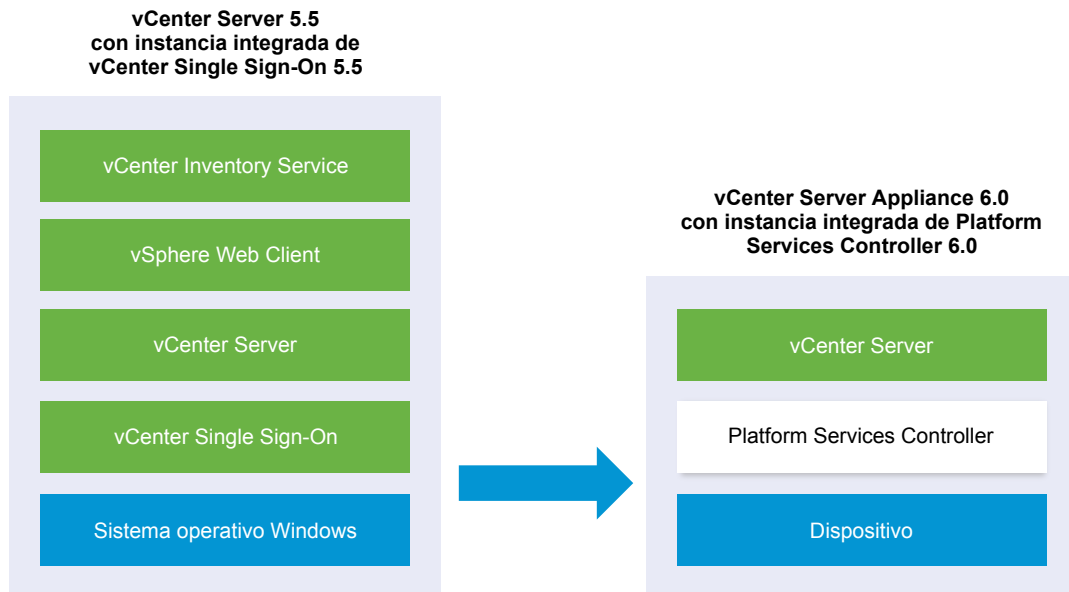 vCenter Server 5.5
con instancia integrada de
vCenter Single Sign-On 5.5
vCenter Inventory Service
vSphere Web Client
vCenter Server
vCenter Single Sign-On
Sistema operativo Windows
vCenter Server Appliance 6.0
con instancia integrada de Platform
Services Controller 6.0
vCenter Server
Platform Services Controller
Dispositivo